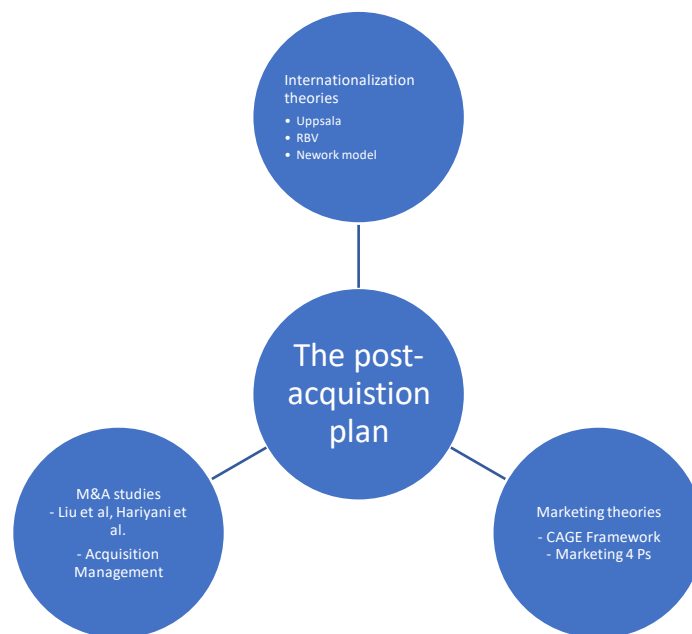 Internationalization
theories
• Uppsala
• RBV
• Nework model
The post-
acquistion
plan
M&A studies
- Liu et al, Hariyani et
al.
- Acquisition
Management
Marketing theories
- CAGE Framework
- Marketing 4 Ps